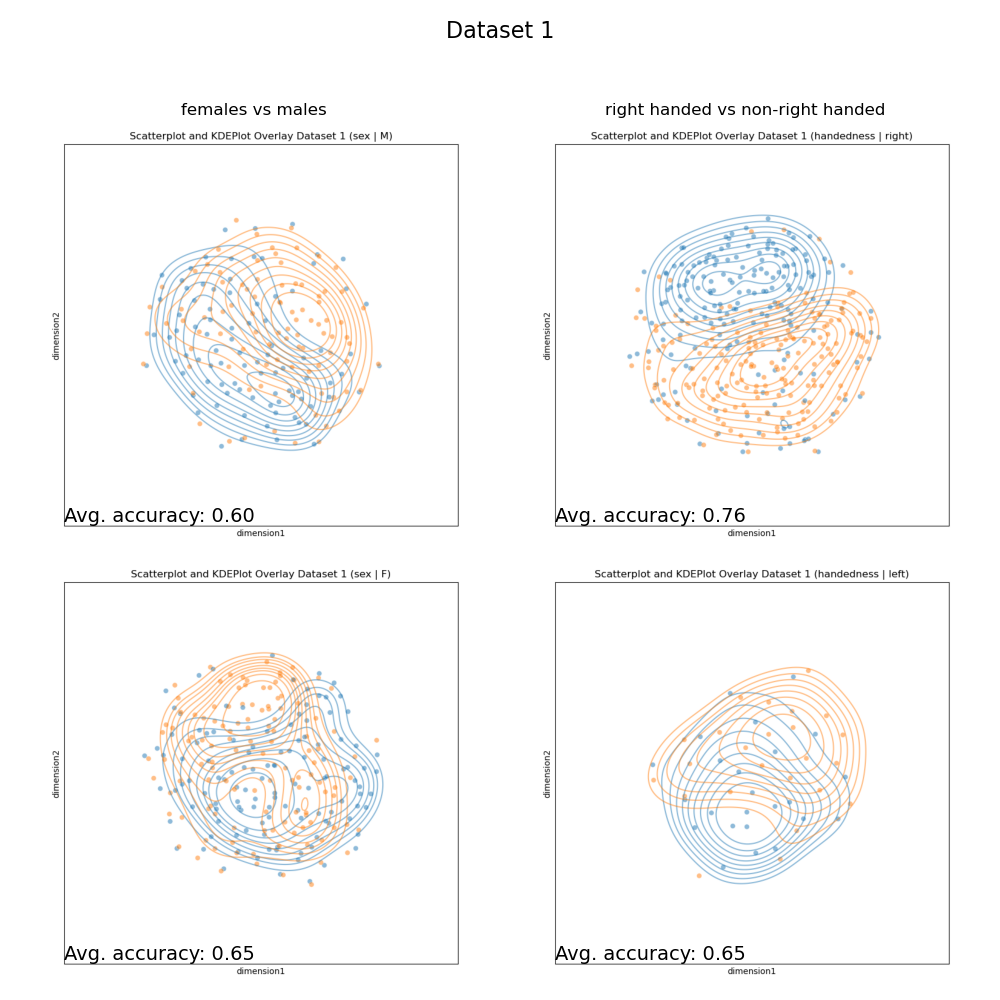 Dataset 1
females vs males
right handed vs non-right handed
Scatterplot and KDEPlot Overlay Dataset 1 (sex | M)
Scatterplot and KDEPlot Overlay Dataset 1 (handedness | right)
dimension2
dimension2
Avg. accuracy: 0.60
Avg. accuracy: 0.76
dimension1
dimension1
Scatterplot and KDEPlot Overlay Dataset 1 (sex | F)
Scatterplot and KDEPlot Overlay Dataset 1 (handedness | left)
dimension2
dimension2
Avg. accuracy: 0.65
Avg. accuracy: 0.65
dimension1
dimension1